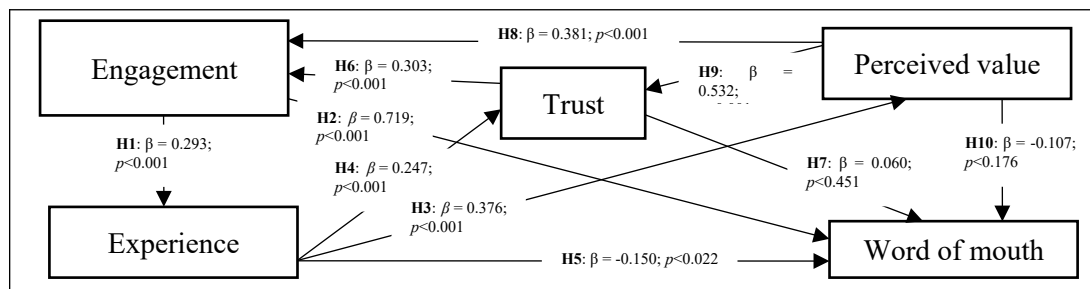 H8: β = 0.381; p<0.001
Engagement
H6: β = 0.303;
p<0.001
Trust
H9: β =
0.532;
Perceived value
H1: β = 0.293;
p<0.001
H2: β = 0.719;
p<0.001
H4: β = 0.247;
p<0.001
H3: β = 0.376;
p<0.001
H7: β = 0.060;
p<0.451
H10: β = -0.107;
p<0.176
Experience
H5: β = -0.150; p<0.022
Word of mouth